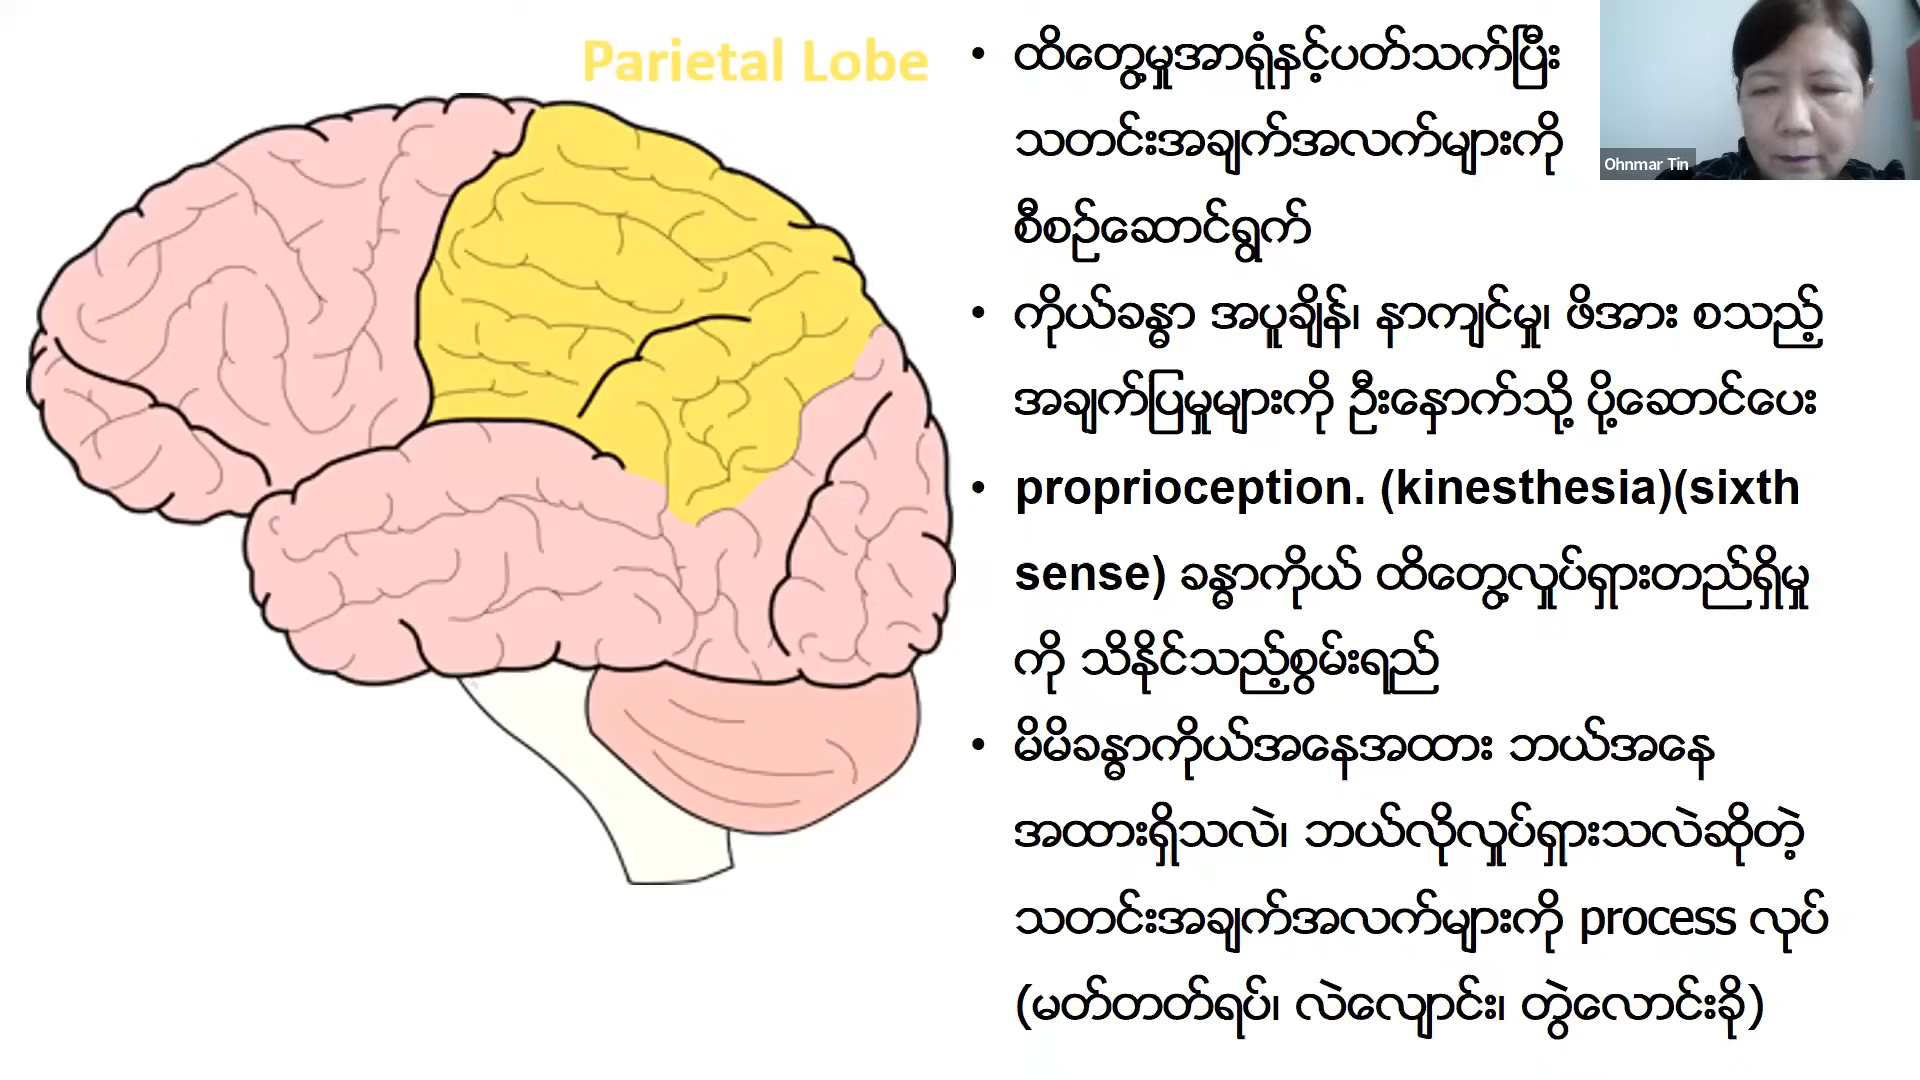 Parietal Lobe
• ထိတွေ့မှုအာရုံနှင့်ပတ်သက်ပြီး
သတင်းအချက်အလက်များကို
စီစဉ်ဆောင်ရွက်
• ကိုယ်ခန္ဓာ အပူချိန်၊ နာကျင်မှု၊ ဖိအား စသည့်
အချက်ပြမှုများကို ဦးနှောက်သို့ ပို့ဆောင်ပေး
• proprioception. (kinesthesia)(sixth
sense) ခန္ဓာကိုယ် ထိတွေ့လှုပ်ရှားတည်ရှိမှု
ကို သိနိုင်သည့်စွမ်းရည်
• မိမိခန္ဓာကိုယ်အနေအထား ဘယ်အနေ
အထားရှိသလဲ၊ ဘယ်လိုလှုပ်ရှားသလဲဆိုတဲ့
သတင်းအချက်အလက်များကို process လုပ်
(မတ်တတ်ရပ်၊ လဲလျောင်း၊ တွဲလောင်းခို)
Ohnmar Tin